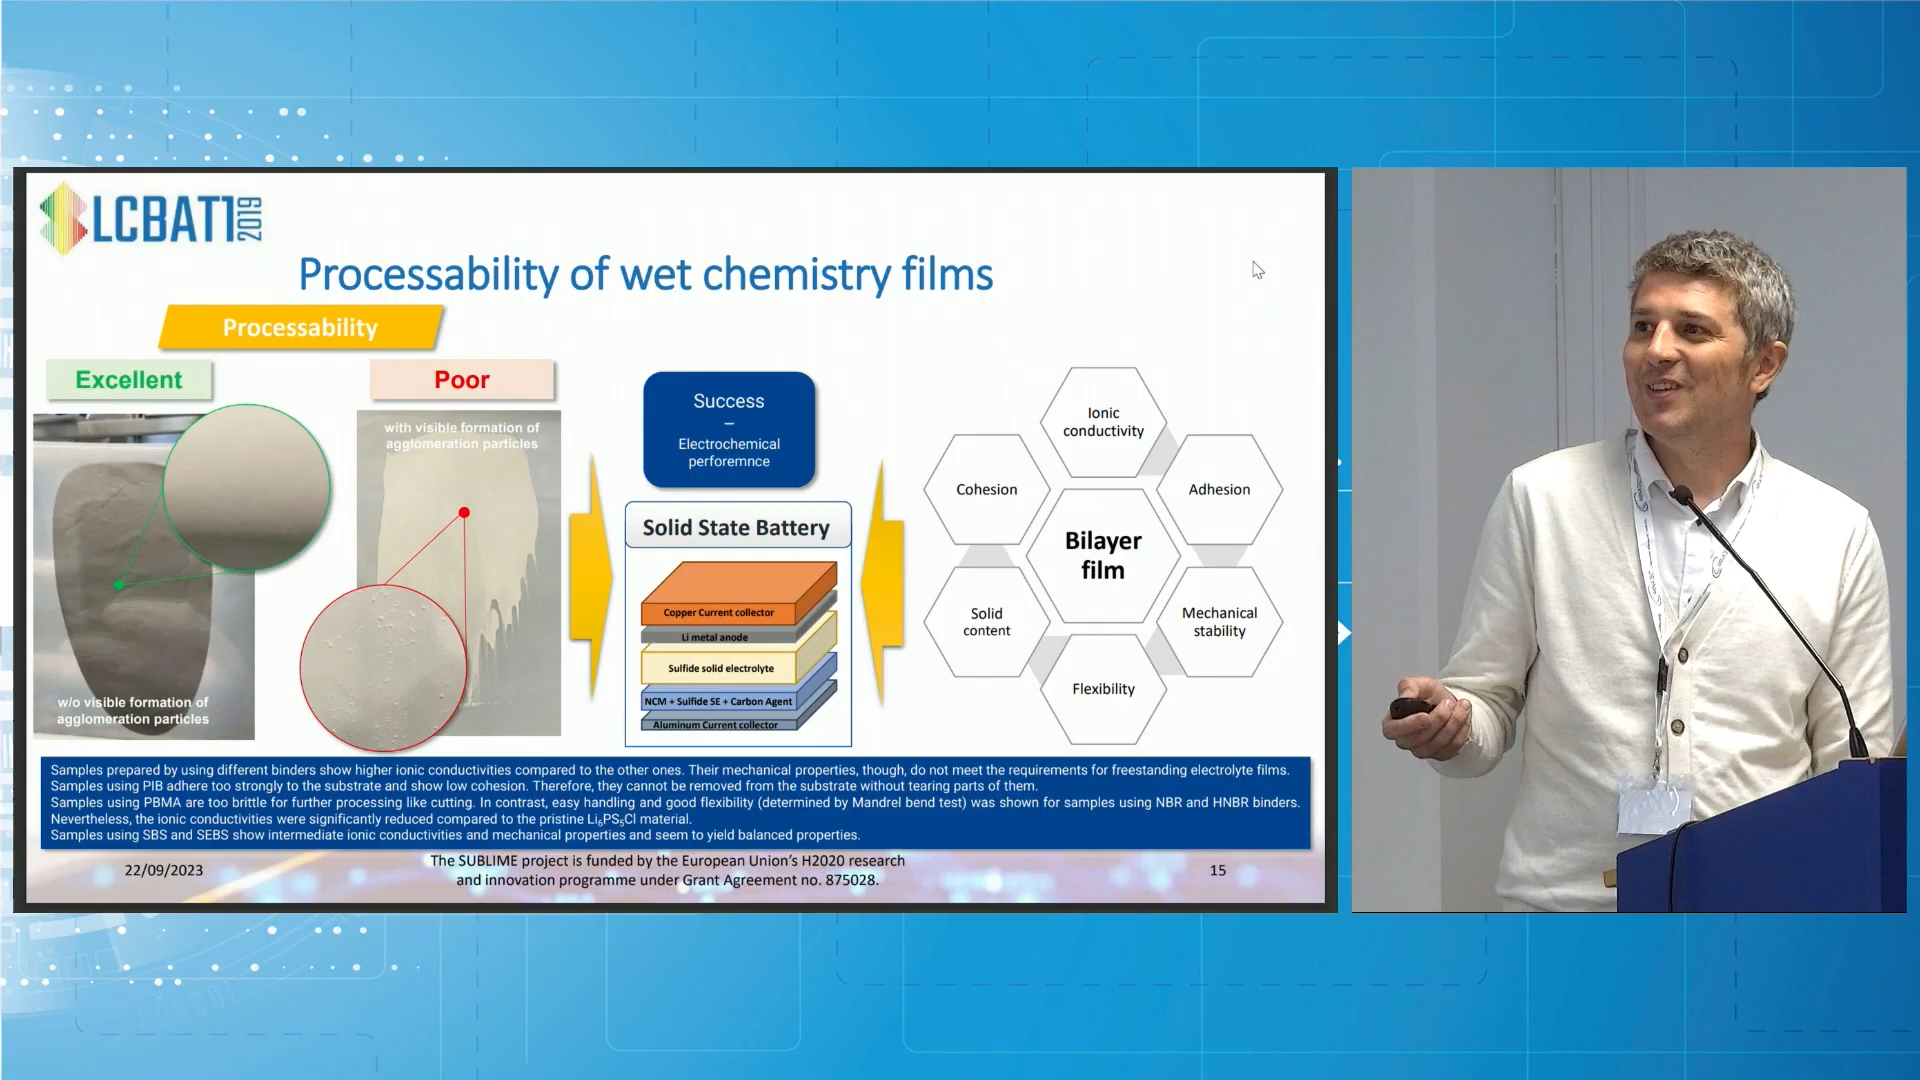 LCBAT1 2019
Processability of wet chemistry films
Processability
Excellent
Poor
with visible formation of
agglomeration particles
w/o visible formation of
agglomeration particles
Success
–
Electrochemical
peroremnce
Solid State Battery
Copper Current collector
Li metal anode
Sulfide solid electrolyte
NCM + Sulfide SE + Carbon Agent
Aluminum Current collector
Ionic
conductivity
Cohesion
Adhesion
Bilayer
film
Solid
content
Mechanical
stability
Flexibility
Samples prepared by using different binders show higher ionic conductivities compared to the other ones. Their mechanical properties, though, do not meet the requirements for freestanding electrolyte films.
Samples using PIB adhere too strongly to the substrate and show low cohesion. Therefore, they cannot be removed from the substrate without tearing parts of them.
Samples using PBMA are too brittle for further processing like cutting. In contrast, easy handling and good flexibility (determined by Mandrel bend test) was shown for samples using NBR and HNBR binders.
Nevertheless, the ionic conductivities were significantly reduced compared to the pristine Li₆PS₅Cl material.
Samples using SBS and SEBS show intermediate ionic conductivities and mechanical properties and seem to yield balanced properties.
22/09/2023
The SUBLIME project is funded by the European Union's H2020 research
and innovation programme under Grant Agreement no. 875028.
15